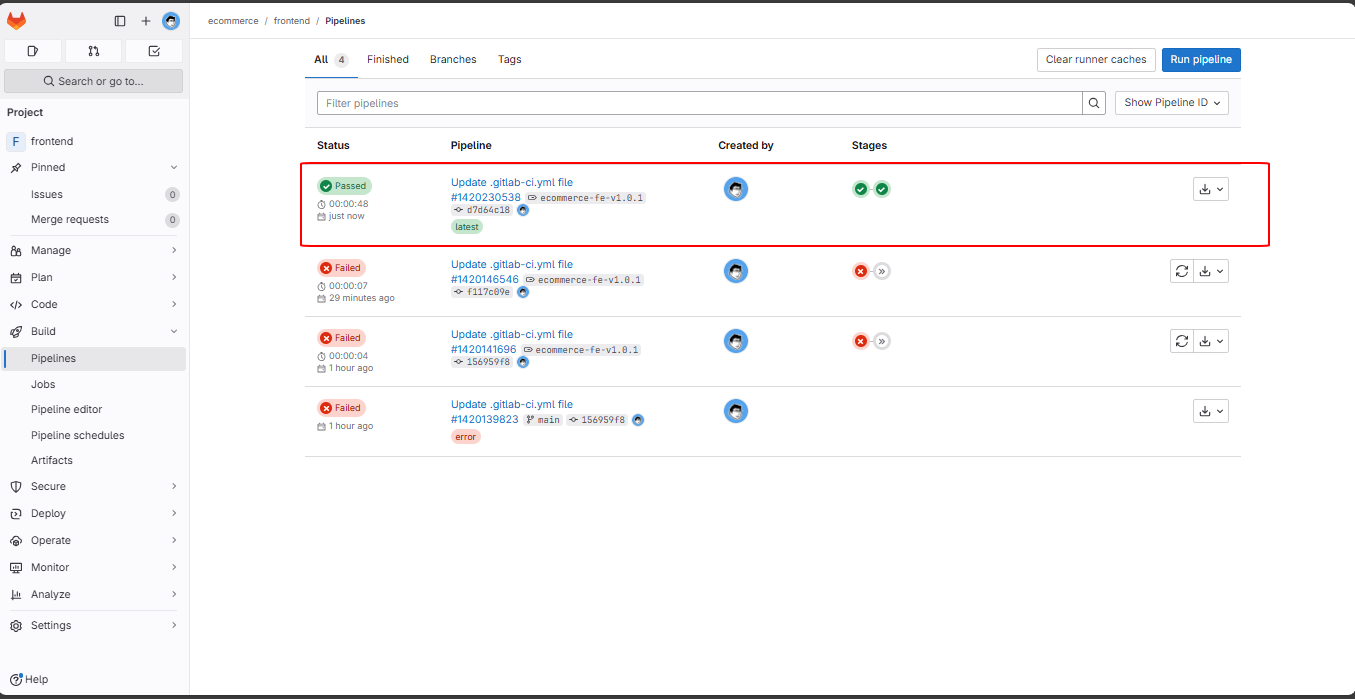 ecommerce / frontend / Pipelines
Search or go to...
Project
F frontend
Pinned
Issues 0
Merge requests 0
Manage
Plan
Code
Build
Pipelines
Jobs
Pipeline editor
Pipeline schedules
Artifacts
Secure
Deploy
Operate
Monitor
Analyze
Settings
Help
All 4 Finished Branches Tags
Clear runner caches Run pipeline
Filter pipelines Show Pipeline ID
Status Pipeline Created by Stages
Passed
00:00:48
just now
Update .gitlab-ci.yml file
#1420230538 ecommerce-fe-v1.0.1
d7d64c18
latest
Failed
00:00:07
29 minutes ago
Update .gitlab-ci.yml file
#1420146546 ecommerce-fe-v1.0.1
f117c09e
Failed
00:00:04
1 hour ago
Update .gitlab-ci.yml file
#1420141696 ecommerce-fe-v1.0.1
156959f8
Failed
1 hour ago
Update .gitlab-ci.yml file
#1420139823 main 156959f8
error